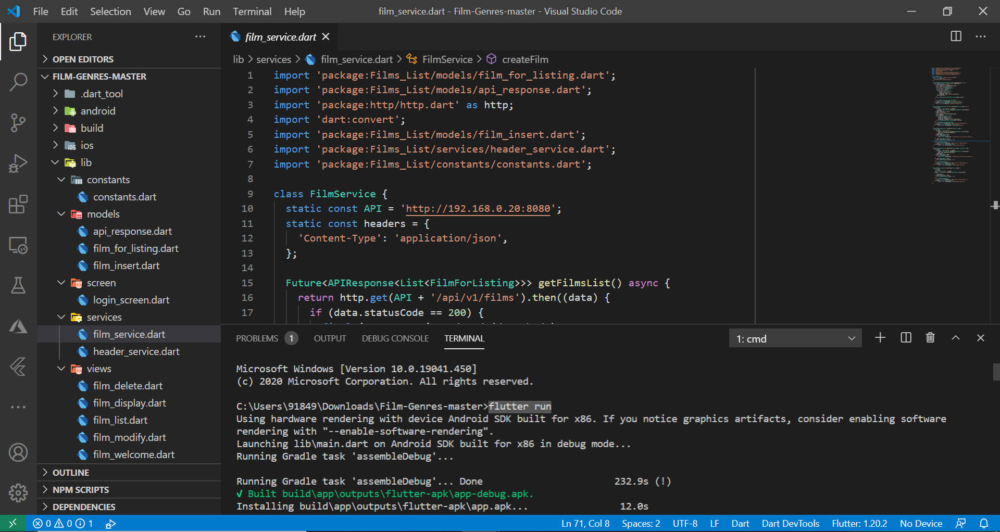 File Edit Selection View Go Run Terminal Help
film_service.dart - Film-Genres-master - Visual Studio Code
EXPLORER
OPEN EDITORS
FILM-GENRES-MASTER
.dart_tool
android
build
ios
lib
constants
constants.dart
models
api_response.dart
film_for_listing.dart
film_insert.dart
screen
login_screen.dart
services
film_service.dart
header_service.dart
views
film_delete.dart
film_display.dart
film_list.dart
film_modify.dart
film_welcome.dart
OUTLINE
NPM SCRIPTS
DEPENDENCIES
film_service.dart
lib > services > film_service.dart > FilmService > createFilm
1 import 'package:Films_List/models/film_for_listing.dart';
2 import 'package:Films_List/models/api_response.dart';
3 import 'package:http/http.dart' as http;
4 import 'dart:convert';
5 import 'package:Films_List/models/film_insert.dart';
6 import 'package:Films_List/services/header_service.dart';
7 import 'package:Films_List/constants/constants.dart';
8
9 class FilmService {
10 static const API = 'http://192.168.0.20:8080';
11 static const headers = {
12 'Content-Type': 'application/json',
13 };
14
15 Future<APIResponse<List<FilmForListing>>> getFilmsList() async {
16 return http.get(API + '/api/v1/films').then((data) {
17 if (data.statusCode == 200) {
PROBLEMS 1 OUTPUT DEBUG CONSOLE TERMINAL
1: cmd
Microsoft Windows [Version 10.0.19041.450]
(c) 2020 Microsoft Corporation. All rights reserved.
C:\Users\91849\Downloads\Film-Genres-master>flutter run
Using hardware rendering with device Android SDK built for x86. If you notice graphics artifacts, consider enabling software
rendering with "--enable-software-rendering".
Launching lib\main.dart on Android SDK built for x86 in debug mode...
Running Gradle task 'assembleDebug'...
Running Gradle task 'assembleDebug'... Done 232.9s (!)
√ Built build\app\outputs\flutter-apk\app-debug.apk.
Installing build\app\outputs\flutter-apk\app.apk... 12.0s
0 0 1
Ln 71, Col 8 Spaces: 2 UTF-8 LF Dart Dart DevTools Flutter: 1.20.2 No Device